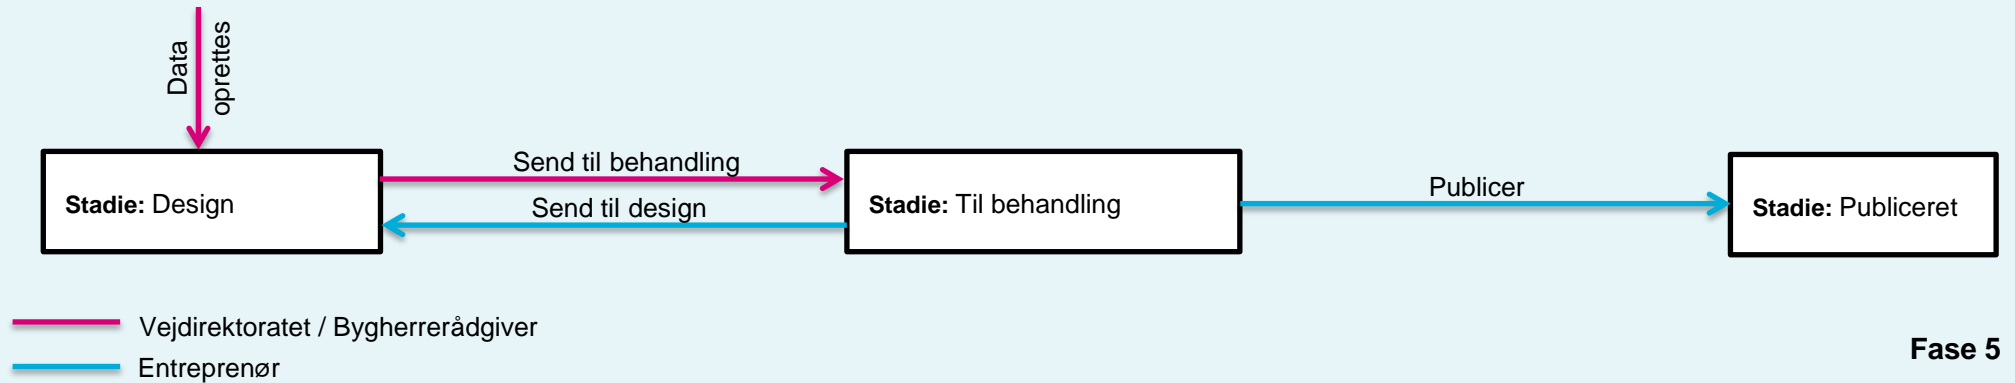 Data
oprettes
Send til behandling
Stadie: Design
Send til design
Stadie: Til behandling
Publicer
Stadie: Publiceret
Vejdirektoratet / Bygherrerådgiver
Entreprenør
Fase 5